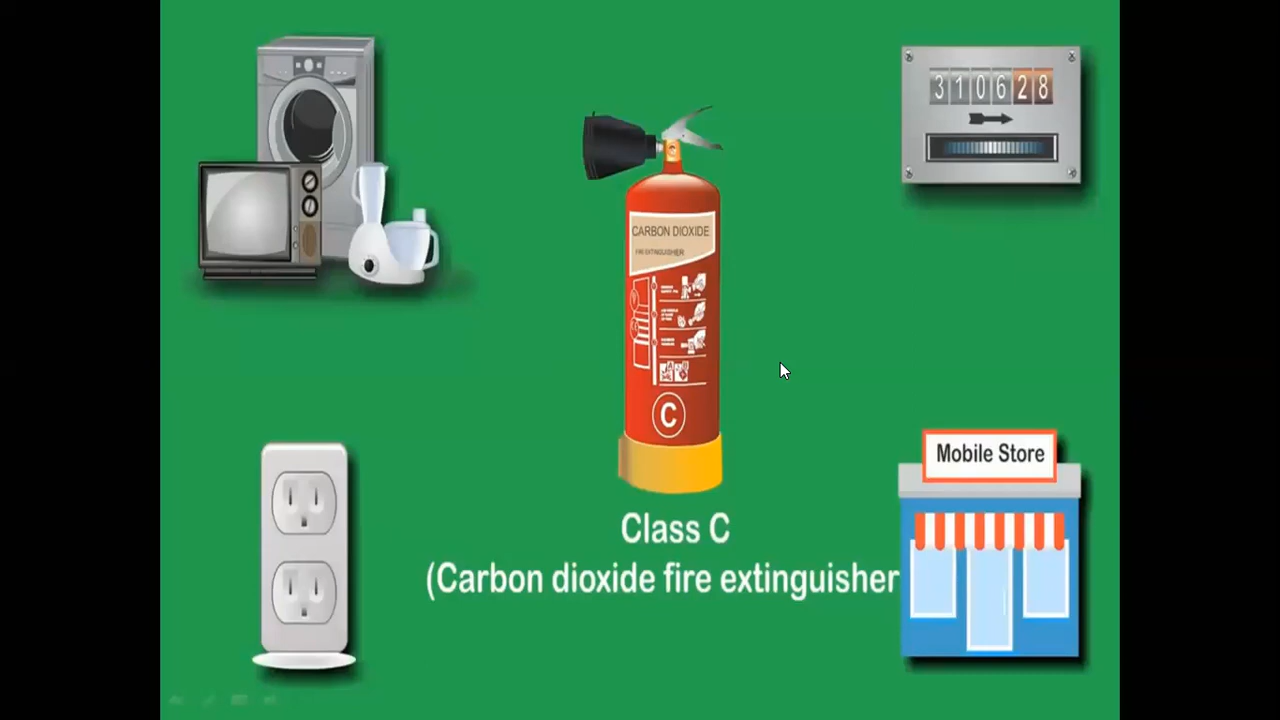 310628
CARBON DIOXIDE
FIRE EXTINGUISHER
C
Mobile Store
Class C
(Carbon dioxide fire extinguisher